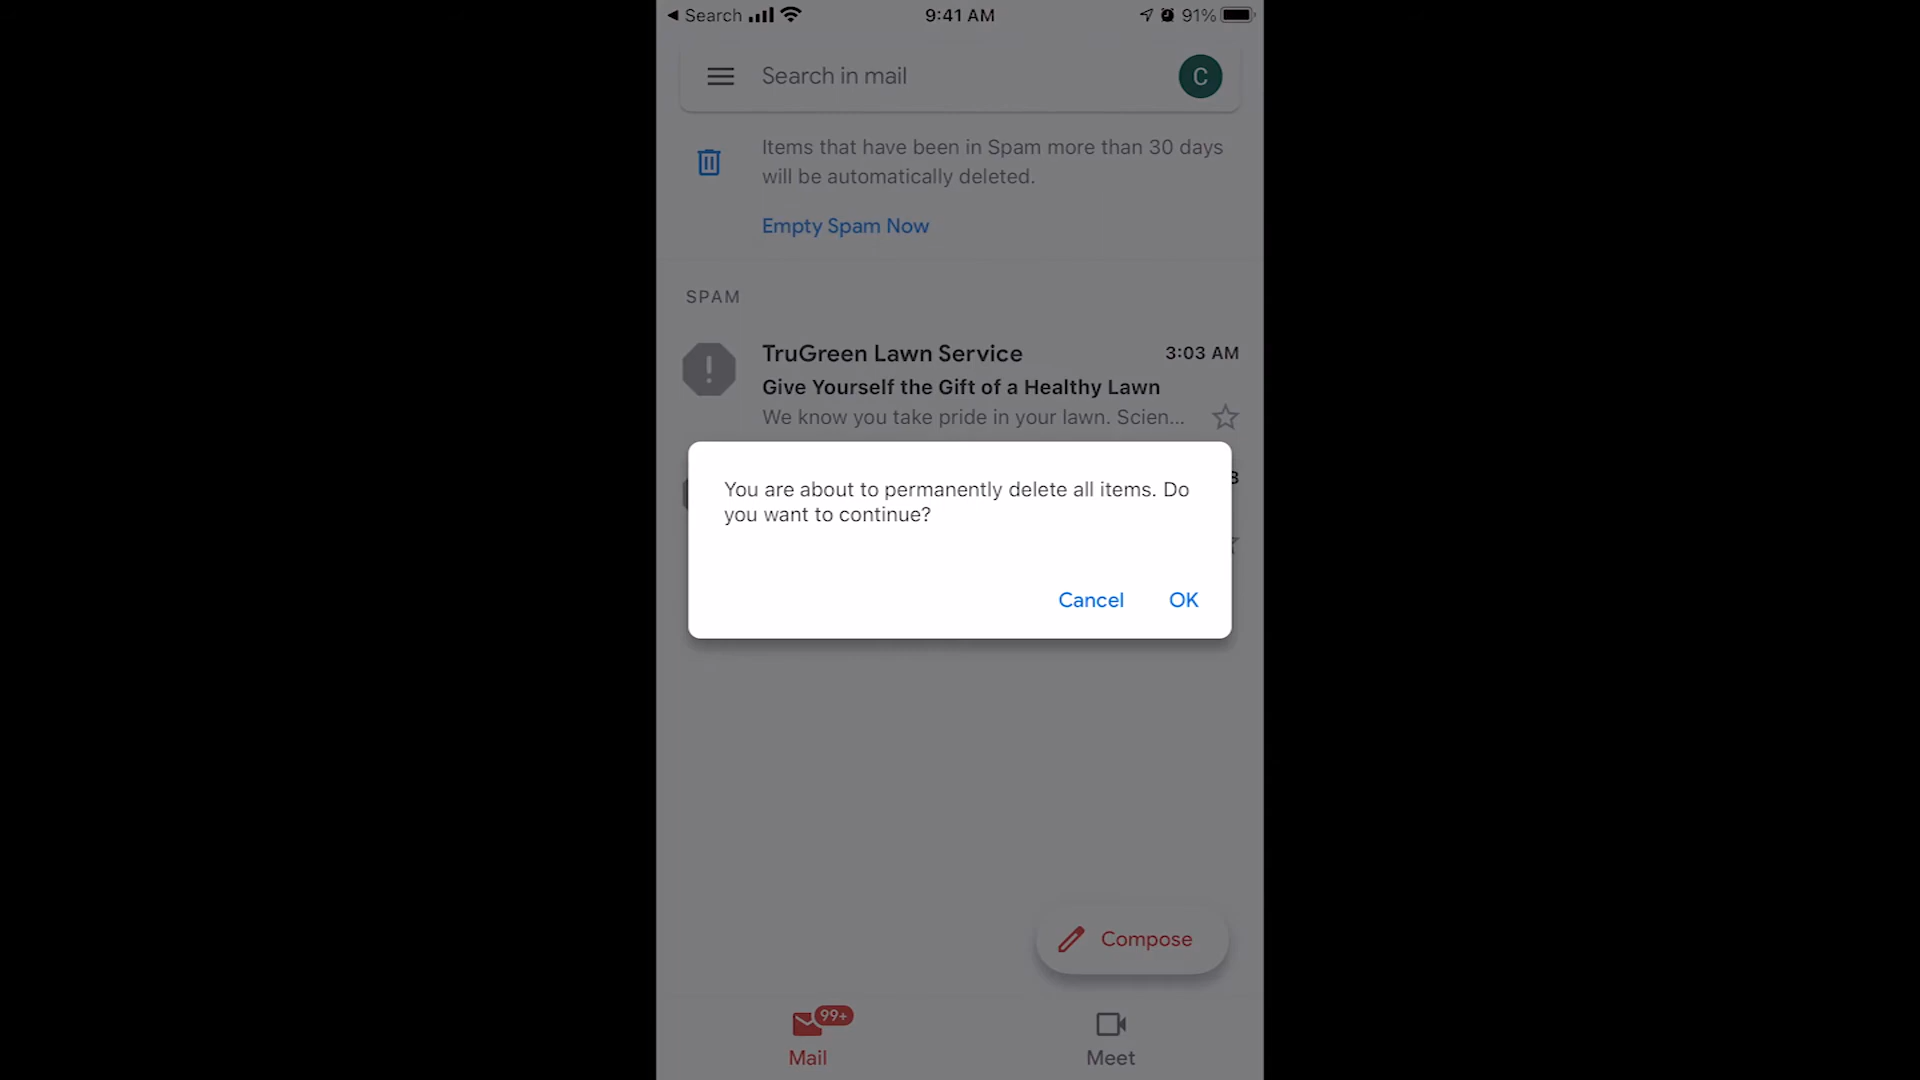 Search
9:41 AM
91%
Search in mail
C
Items that have been in Spam more than 30 days
will be automatically deleted.
Empty Spam Now
SPAM
TruGreen Lawn Service
3:03 AM
Give Yourself the Gift of a Healthy Lawn
We know you take pride in your lawn. Scien...
You are about to permanently delete all items. Do
you want to continue?
Cancel
OK
Compose
99+
Mail
Meet